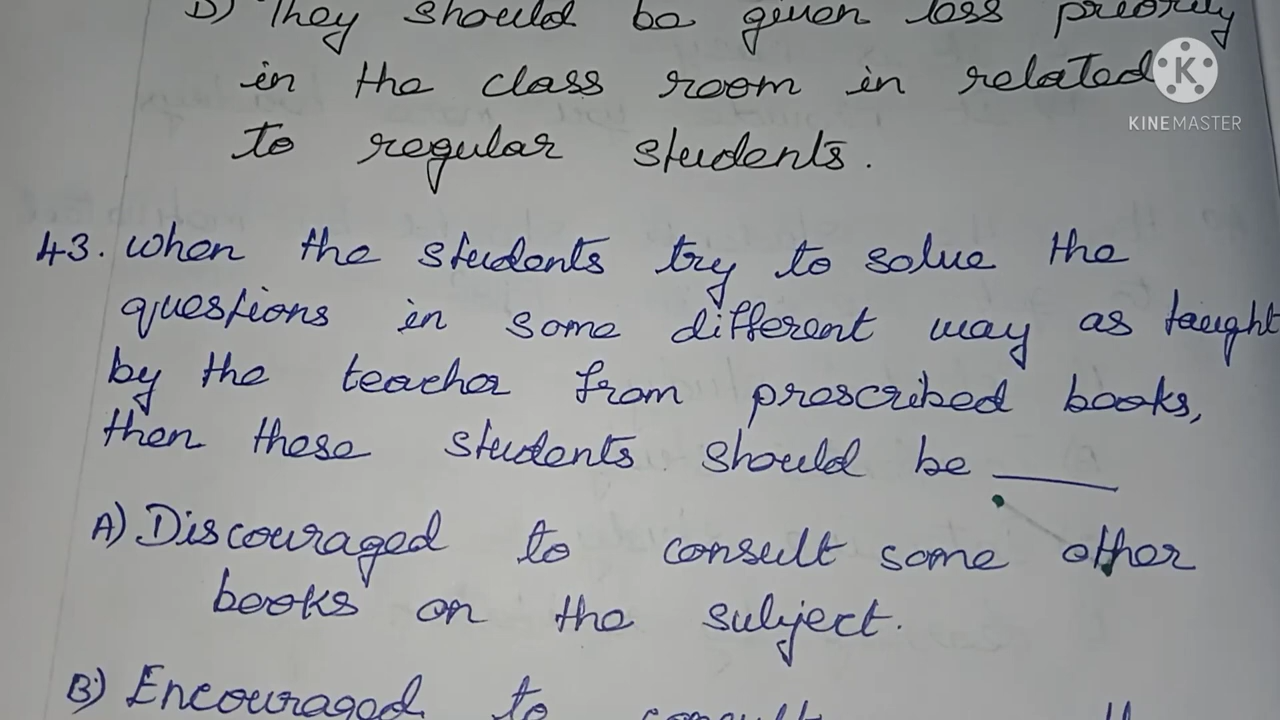 D) They should be given less priority
in the class room in related
to regular students.
KINEMASTER
43. When the students try to solve the
questions in some different way as taught
by the teacher from prescribed books,
then these students should be ____
A) Discouraged to consult some other
books on the subject.
B) Encouraged to consult